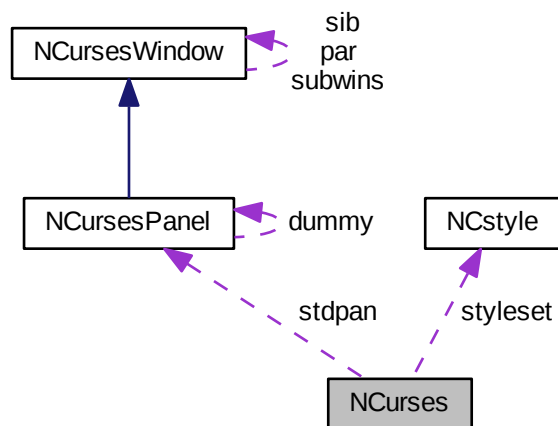 sib
NCursesWindow
par
subwins
NCursesPanel
dummy
NCstyle
stdpan
styleset
NCurses